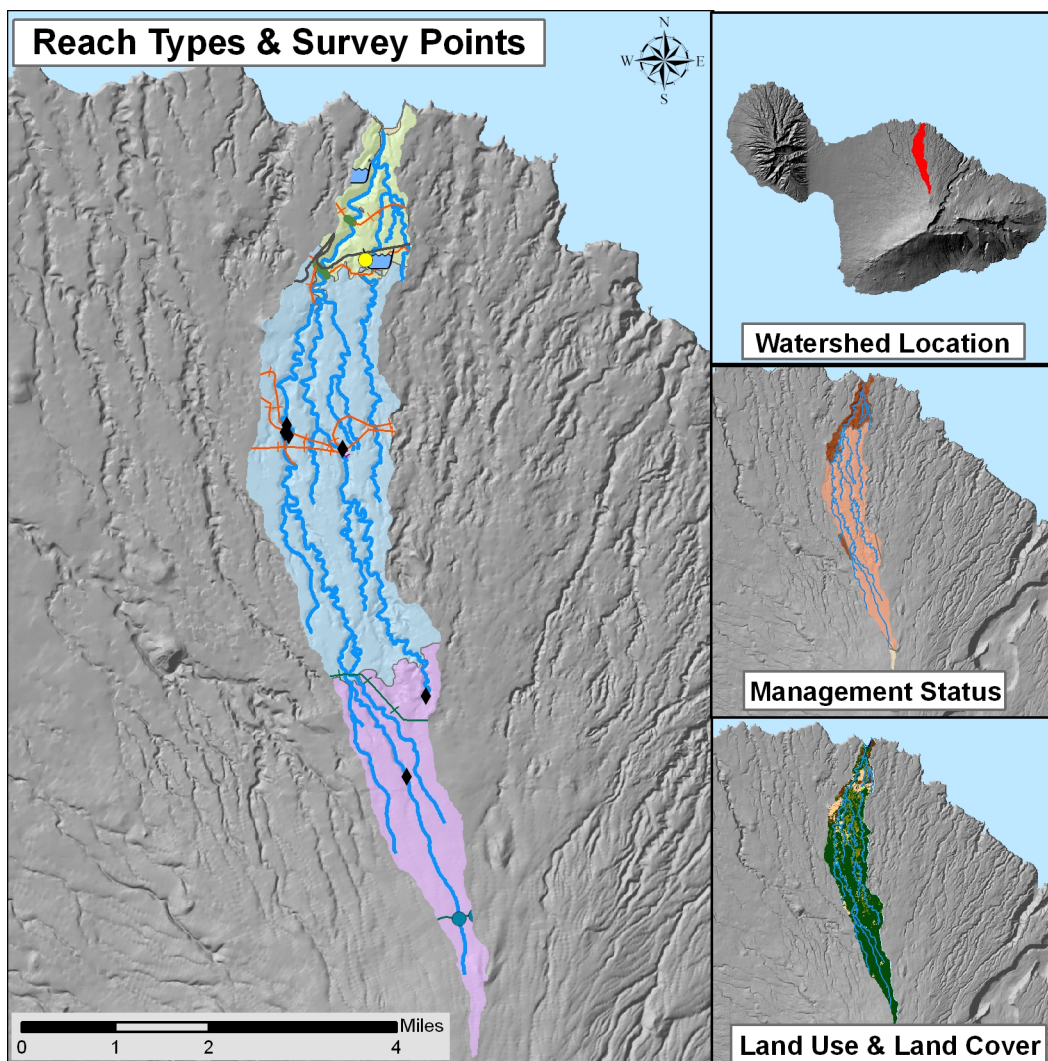 Reach Types & Survey Points
N
W
E
S
Watershed Location
Management Status
Land Use & Land Cover
Miles
0
1
2
4